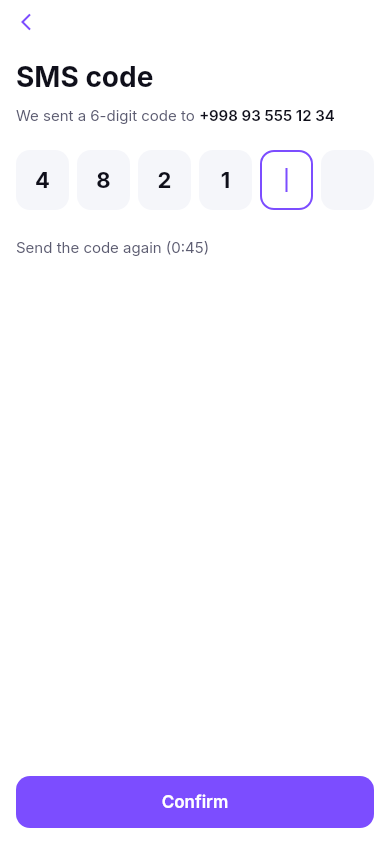 SMS code
We sent a 6-digit code to +998 93 555 12 34
4 8 2 1
Send the code again (0:45)
Confirm